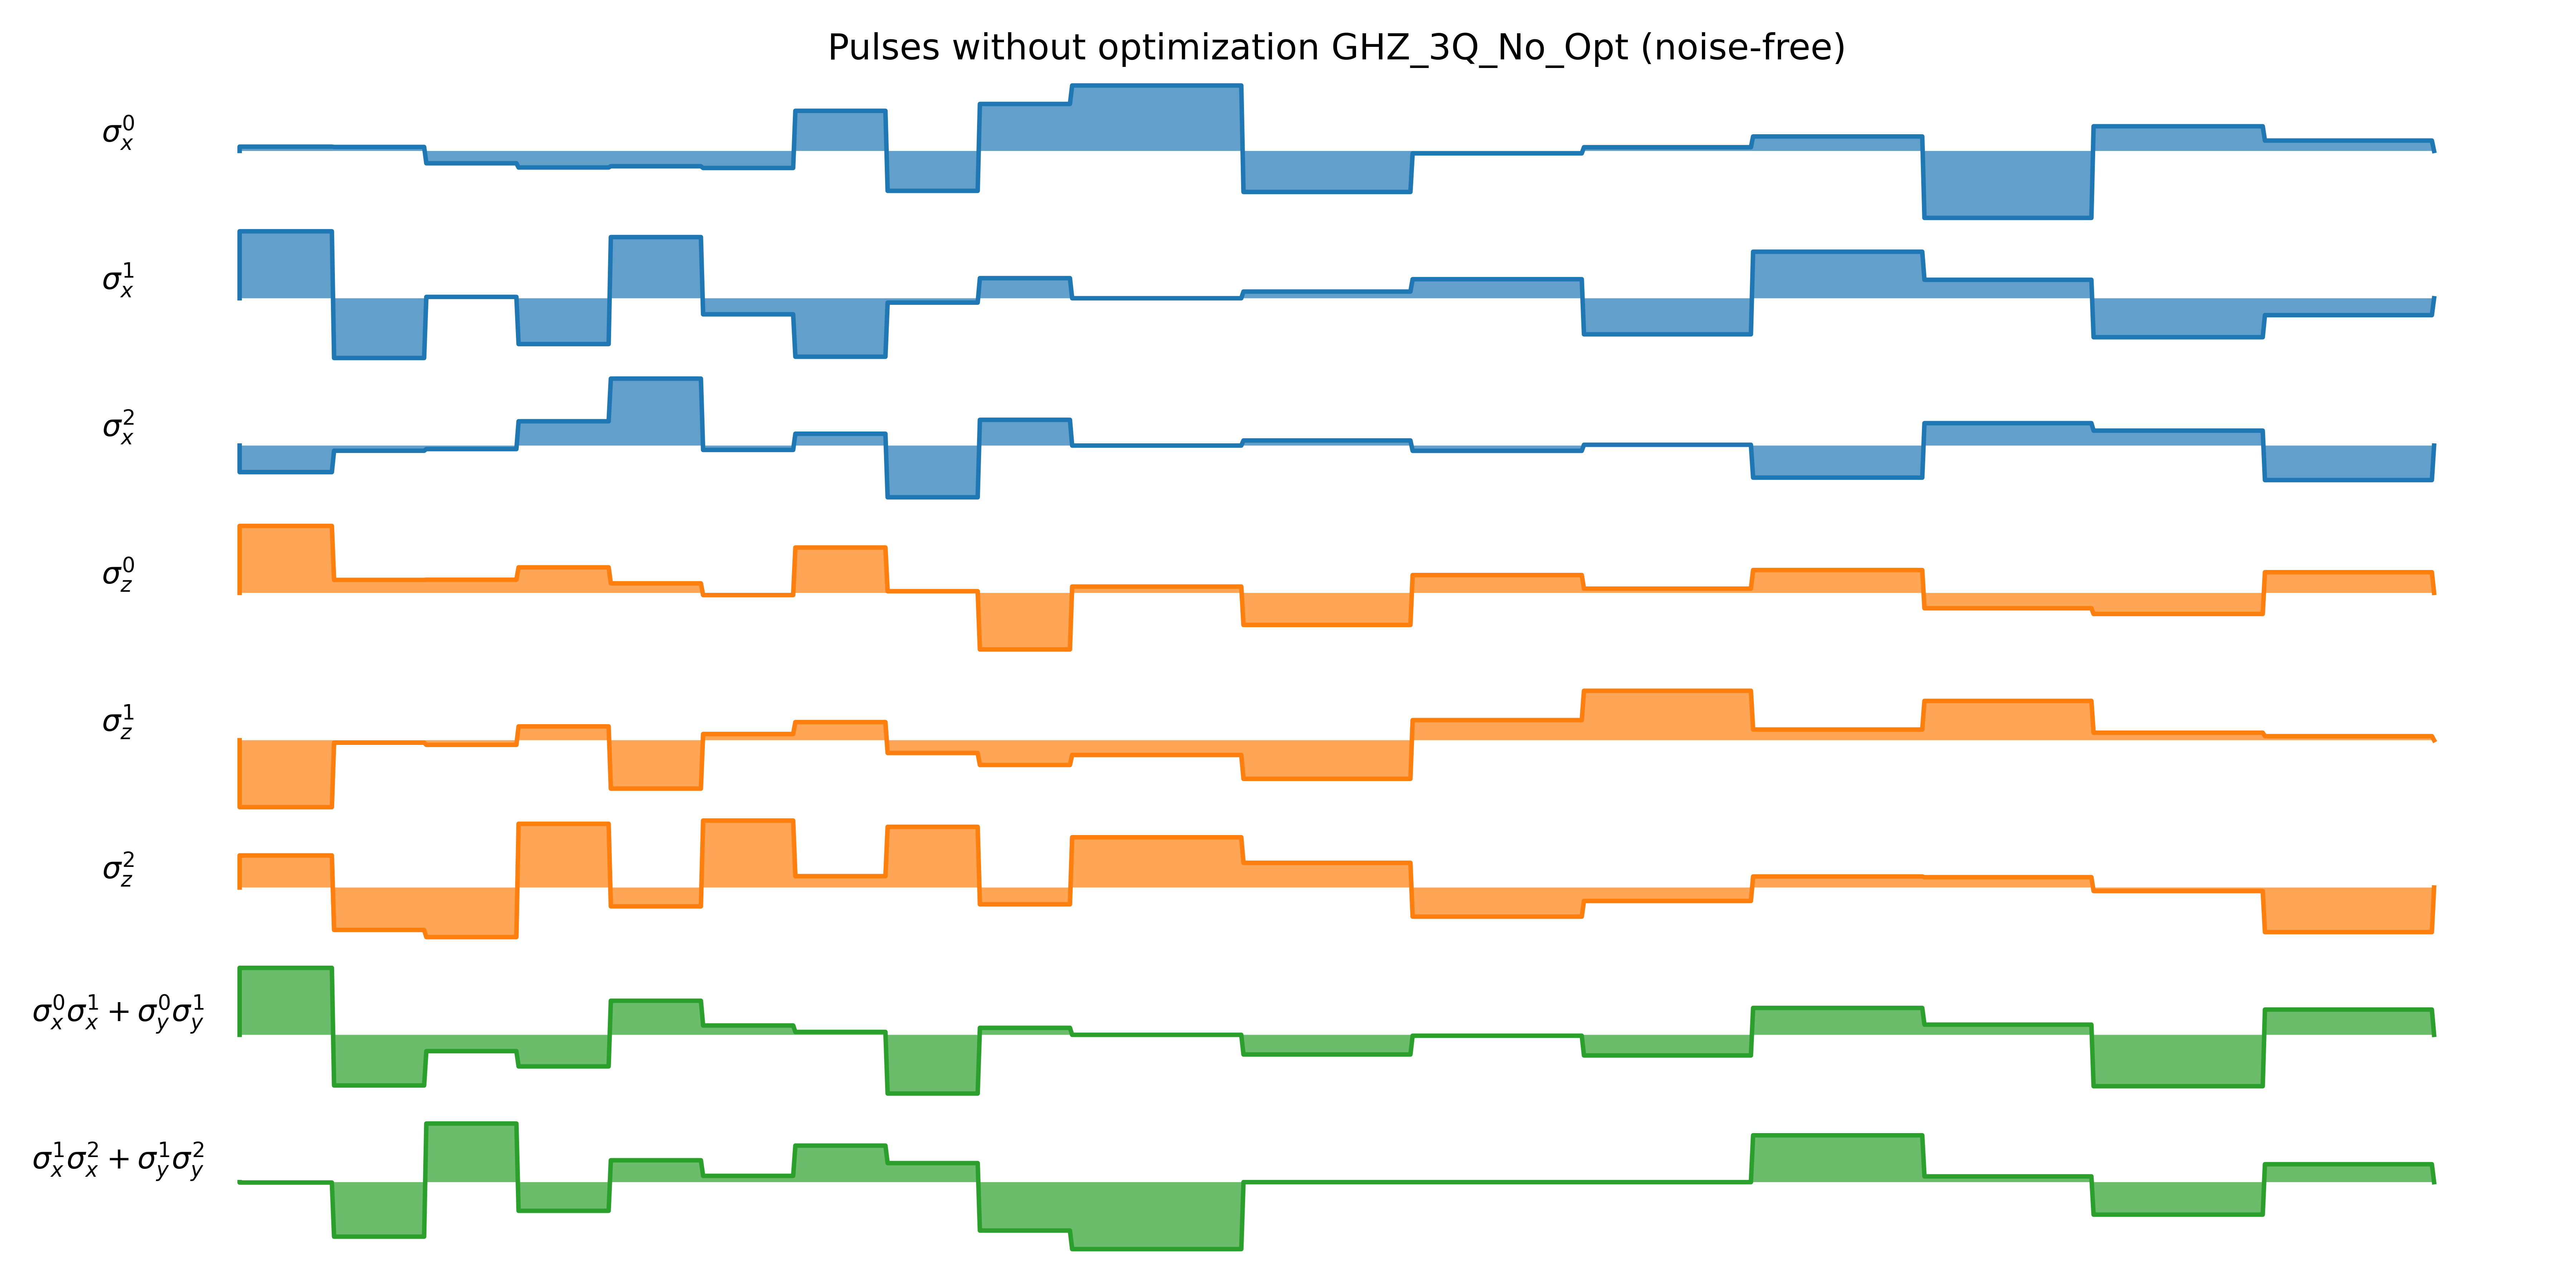 Pulses without optimization GHZ_3Q_No_Opt (noise-free)
σ_x^0
σ_x^1
σ_x^2
σ_z^0
σ_z^1
σ_z^2
σ_x^0σ_x^1 + σ_y^0σ_y^1
σ_x^1σ_x^2 + σ_y^1σ_y^2